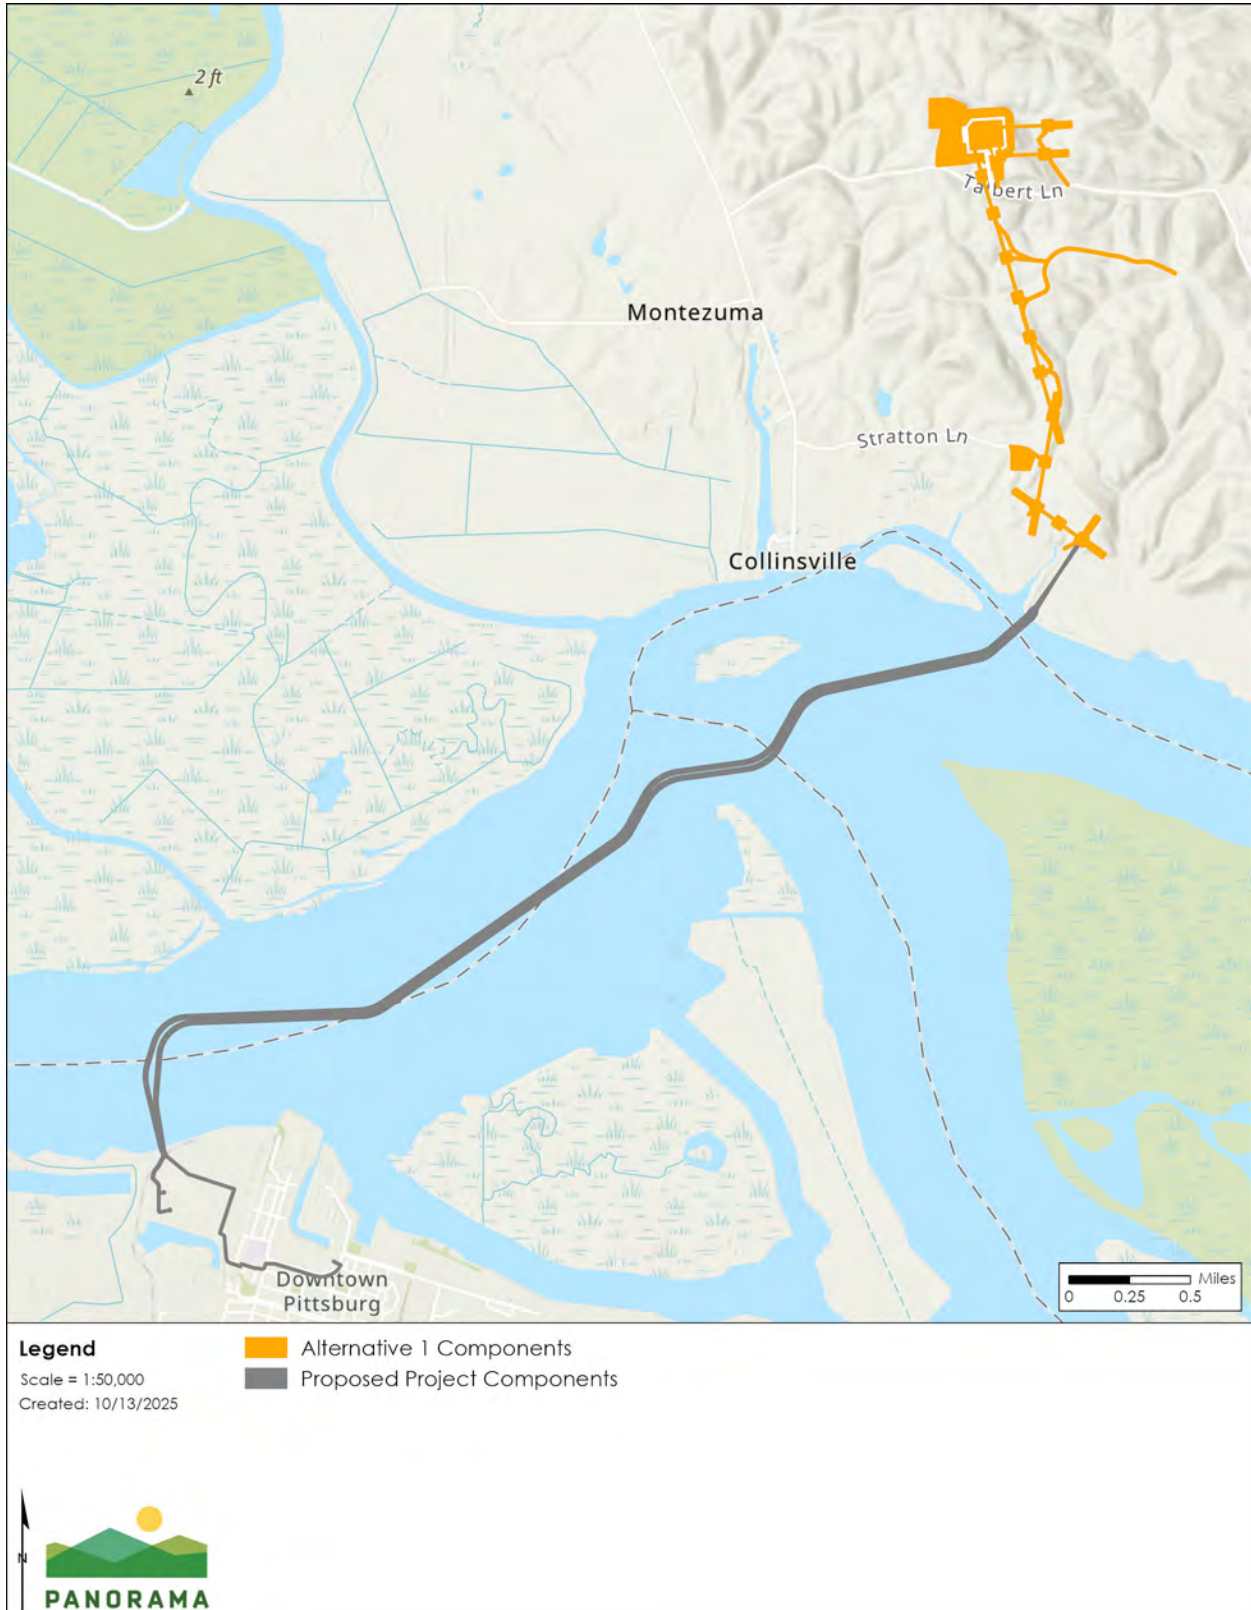 2 ft
Talbert Ln
Montezuma
Stratton Ln
Collinsville
Downtown
Pittsburg
Miles
0 0.25 0.5
Legend
Scale = 1:50,000
Created: 10/13/2025
Alternative 1 Components
Proposed Project Components
N
PANORAMA